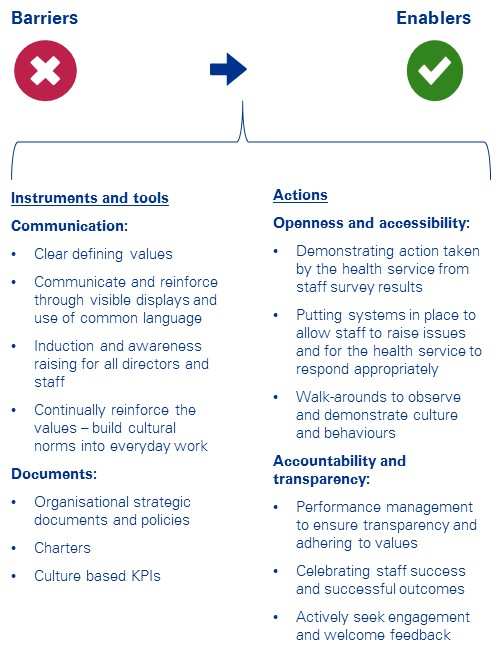 Barriers
Enablers
Instruments and tools
Communication:
• Clear defining values
• Communicate and reinforce
through visible displays and
use of common language
• Induction and awareness
raising for all directors and
staff
• Continually reinforce the
values – build cultural
norms into everyday work
Documents:
• Organisational strategic
documents and policies
• Charters
• Culture based KPIs
Actions
Openness and accessibility:
• Demonstrating action taken
by the health service from
staff survey results
• Putting systems in place to
allow staff to raise issues
and for the health service to
respond appropriately
• Walk-arounds to observe
and demonstrate culture
and behaviours
Accountability and
transparency:
• Performance management
to ensure transparency and
adhering to values
• Celebrating staff success
and successful outcomes
• Actively seek engagement
and welcome feedback